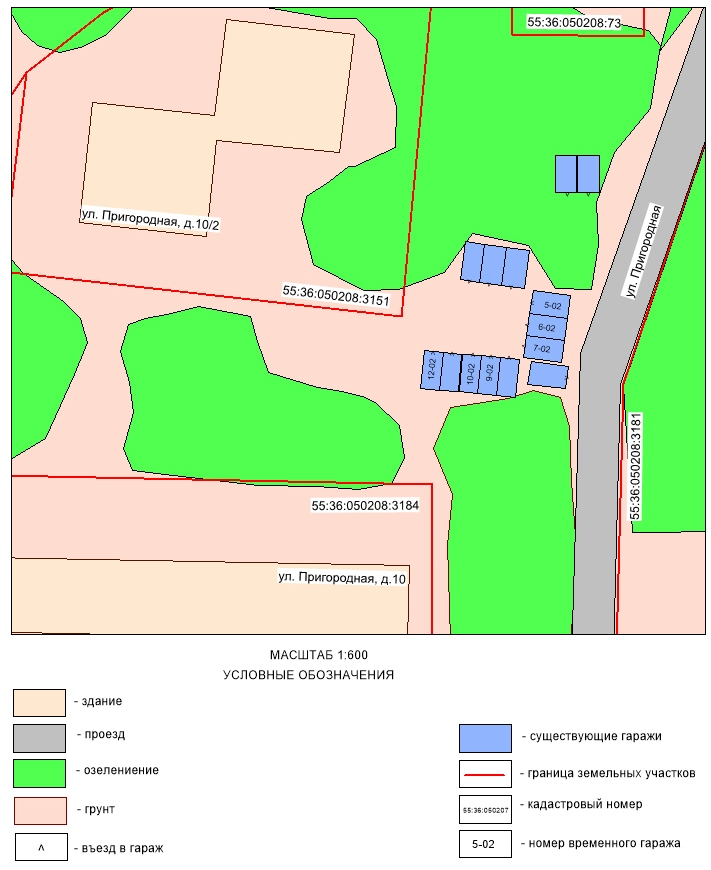 55:36:050208:73
ул. Пригородная, д.10/2
ул. Пригородная
55:36:050208:3151
5-02
6-02
7-02
12-02
10-02
9-02
55:36:050208:3181
55:36:050208:3184
ул. Пригородная, д.10
МАСШТАБ 1:600
УСЛОВНЫЕ ОБОЗНАЧЕНИЯ
- здание
- проезд
- озелениение
- грунт
^ - въезд в гараж
- существующие гаражи
- граница земельных участков
55:36:050207 - кадастровый номер
5-02 - номер временного гаража